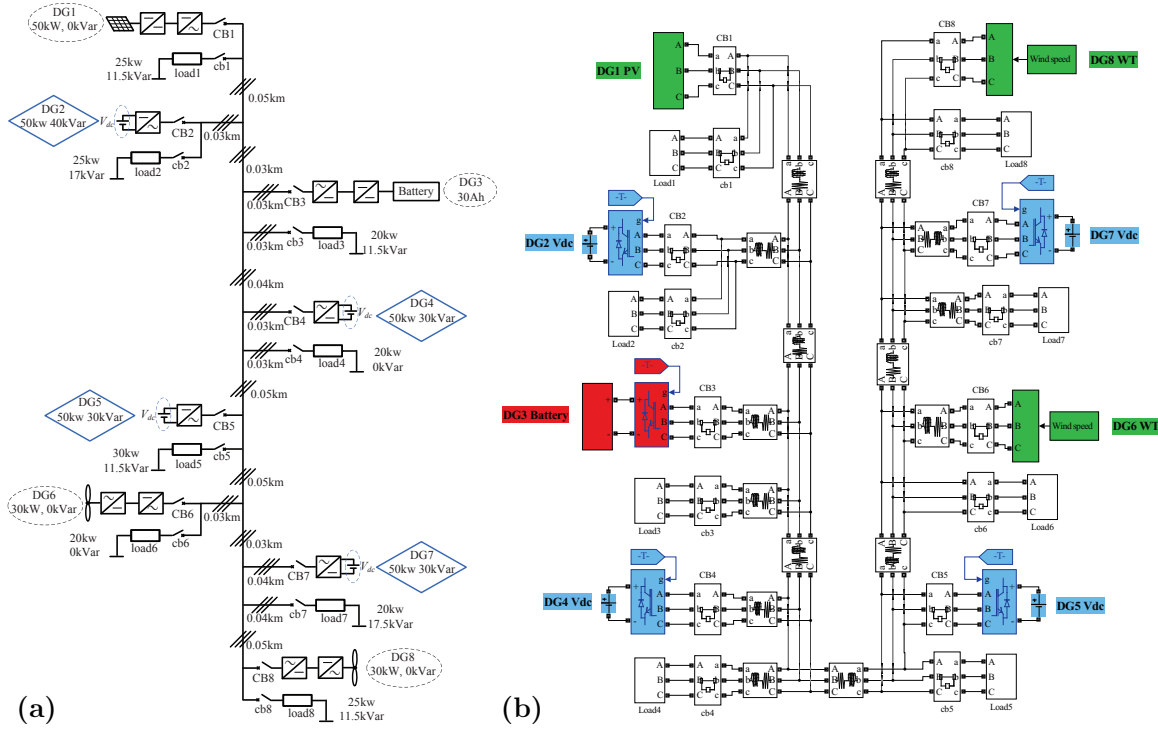 DG1
50kW, 0kVar
CB1
25kw
11.5kVar
load1
cb1
0.05km
DG2
50kw 40kVar
Vdc
CB2
0.03km
25kw
17kVar
load2
cb2
0.03km
0.03km
CB3
Battery
DG3
30Ah
0.03km
cb3
load3
20kw
11.5kVar
0.04km
0.03km
CB4
Vdc
DG4
50kw 30kVar
0.03km
cb4
load4
20kw
0kVar
0.05km
DG5
50kw 30kVar
Vdc
CB5
30kw
11.5kVar
load5
cb5
0.05km
DG6
30kW, 0kVar
CB6
0.03km
20kw
0kVar
load6
cb6
0.03km
0.04km
CB7
Vdc
DG7
50kw 30kVar
0.04km
cb7
load7
20kw
17.5kVar
0.05km
CB8
DG8
30kW, 0kVar
cb8
load8
25kw
11.5kVar
(a)
DG1 PV
A
B
C
CB1
a A
b B
c C
Load1
A
B
C
cb1
A a
B b
C c
a b c
A B C
DG2 Vdc
-T-
+
-
g
A
B
C
CB2
A a
B b
C c
a A
b B
c C
Load2
A
B
C
cb2
A a
B b
C c
a b c
A B C
DG3 Battery
+
-
-T-
+
-
g
A
B
C
CB3
A a
B b
C c
a A
b B
c C
Load3
A
B
C
cb3
A a
B b
C c
a A
b B
c C
a b c
A B C
DG4 Vdc
-T-
+
-
g
A
B
C
CB4
A a
B b
C c
a A
b B
c C
Load4
A
B
C
cb4
A a
B b
C c
a A
b B
c C
a A
b B
c C
CB8
a A
b B
c C
A
B
C
Wind speed
DG8 WT
cb8
A a
B b
C c
A
B
C
Load8
a b c
A B C
-T-
CB7
a A
b B
c C
A a
B b
C c
g
A
B
C
+
-
DG7 Vdc
a A
b B
c C
cb7
A a
B b
C c
A
B
C
Load7
a b c
A B C
CB6
a A
b B
c C
A a
B b
C c
A
B
C
Wind speed
DG6 WT
cb6
A a
B b
C c
A
B
C
Load6
a b c
A B C
-T-
CB5
a A
b B
c C
g
A
B
C
+
-
DG5 Vdc
cb5
A a
B b
C c
A
B
C
Load5
(b)